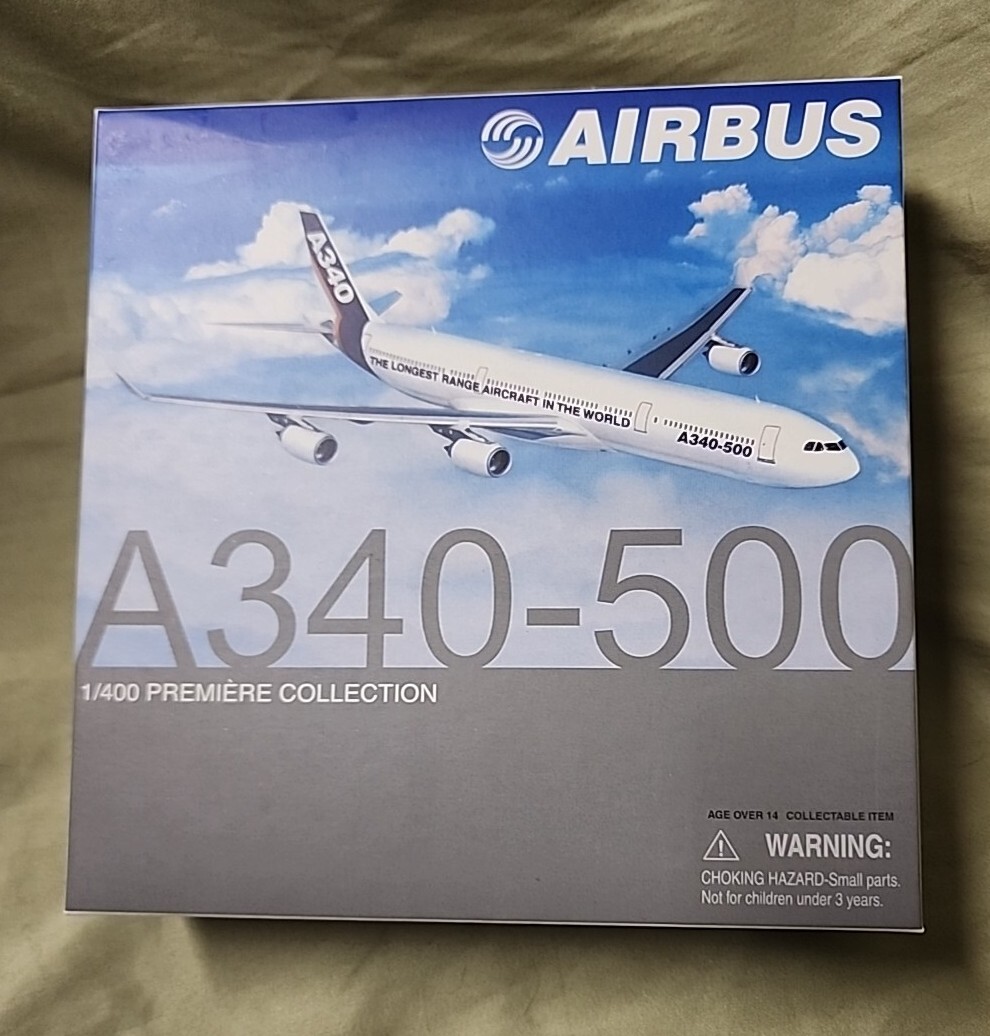 AIRBUS
A340
THE LONGEST RANGE AIRCRAFT IN THE WORLD
A340-500
A340-500
1/400 PREMIÈRE COLLECTION
AGE OVER 14 COLLECTABLE ITEM
WARNING:
CHOKING HAZARD-Small parts.
Not for children under 3 years.